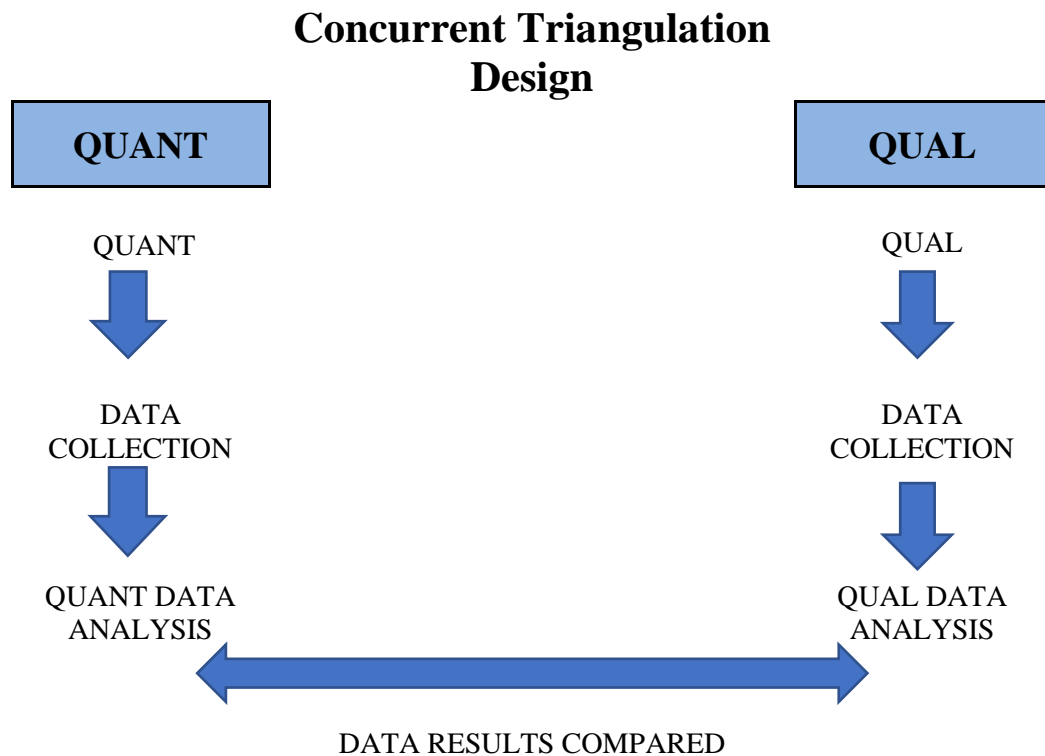 Concurrent Triangulation
Design
QUANT
QUAL
QUANT
QUAL
DATA
COLLECTION
DATA
COLLECTION
QUANT DATA
ANALYSIS
QUAL DATA
ANALYSIS
DATA RESULTS COMPARED